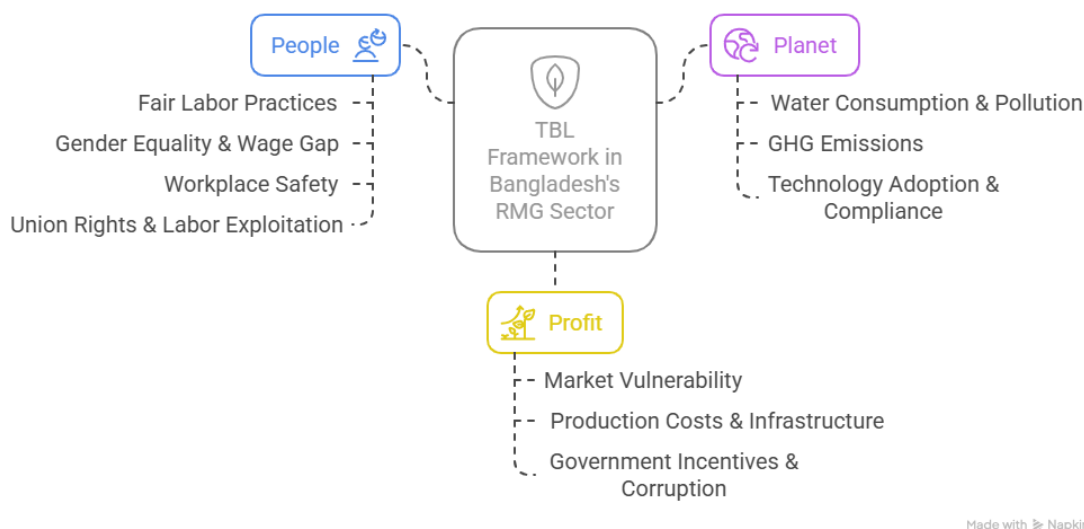 People
Fair Labor Practices
Gender Equality & Wage Gap
Workplace Safety
Union Rights & Labor Exploitation
TBL
Framework in
Bangladesh's
RMG Sector
Planet
Water Consumption & Pollution
GHG Emissions
Technology Adoption &
Compliance
Profit
Market Vulnerability
Production Costs & Infrastructure
Government Incentives &
Corruption
Made with Napkin